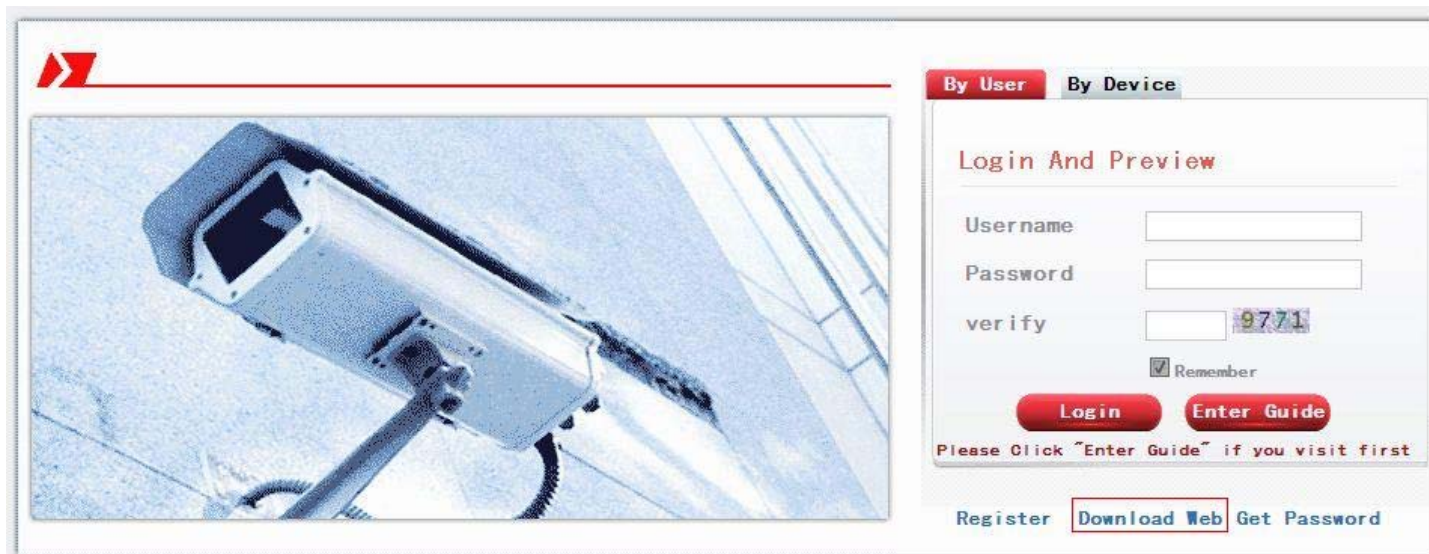 By User By Device
Login And Preview
Username
Password
verify 9771
Remember
Login Enter Guide
Please Click "Enter Guide" if you visit first
Register Download Web Get Password